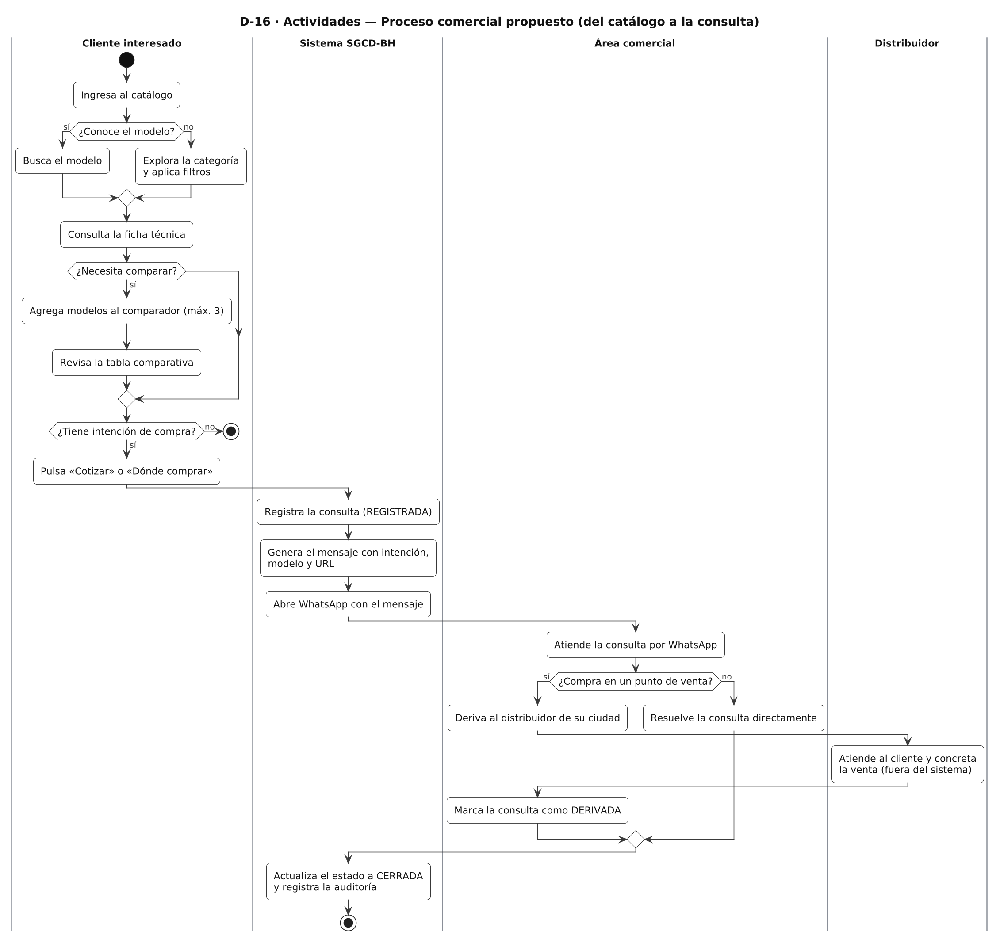 D-16 · Actividades — Proceso comercial propuesto (del catálogo a la consulta)
Cliente interesado
Sistema SGCD-BH
Área comercial
Distribuidor
Ingresa al catálogo
¿Conoce el modelo?
sí
no
Busca el modelo
Explora la categoría
y aplica filtros
Consulta la ficha técnica
¿Necesita comparar?
sí
Agrega modelos al comparador (máx. 3)
Revisa la tabla comparativa
¿Tiene intención de compra?
no
sí
Pulsa «Cotizar» o «Dónde comprar»
Registra la consulta (REGISTRADA)
Genera el mensaje con intención,
modelo y URL
Abre WhatsApp con el mensaje
Atiende la consulta por WhatsApp
¿Compra en un punto de venta?
sí
no
Deriva al distribuidor de su ciudad
Resuelve la consulta directamente
Atiende al cliente y concreta
la venta (fuera del sistema)
Marca la consulta como DERIVADA
Actualiza el estado a CERRADA
y registra la auditoría